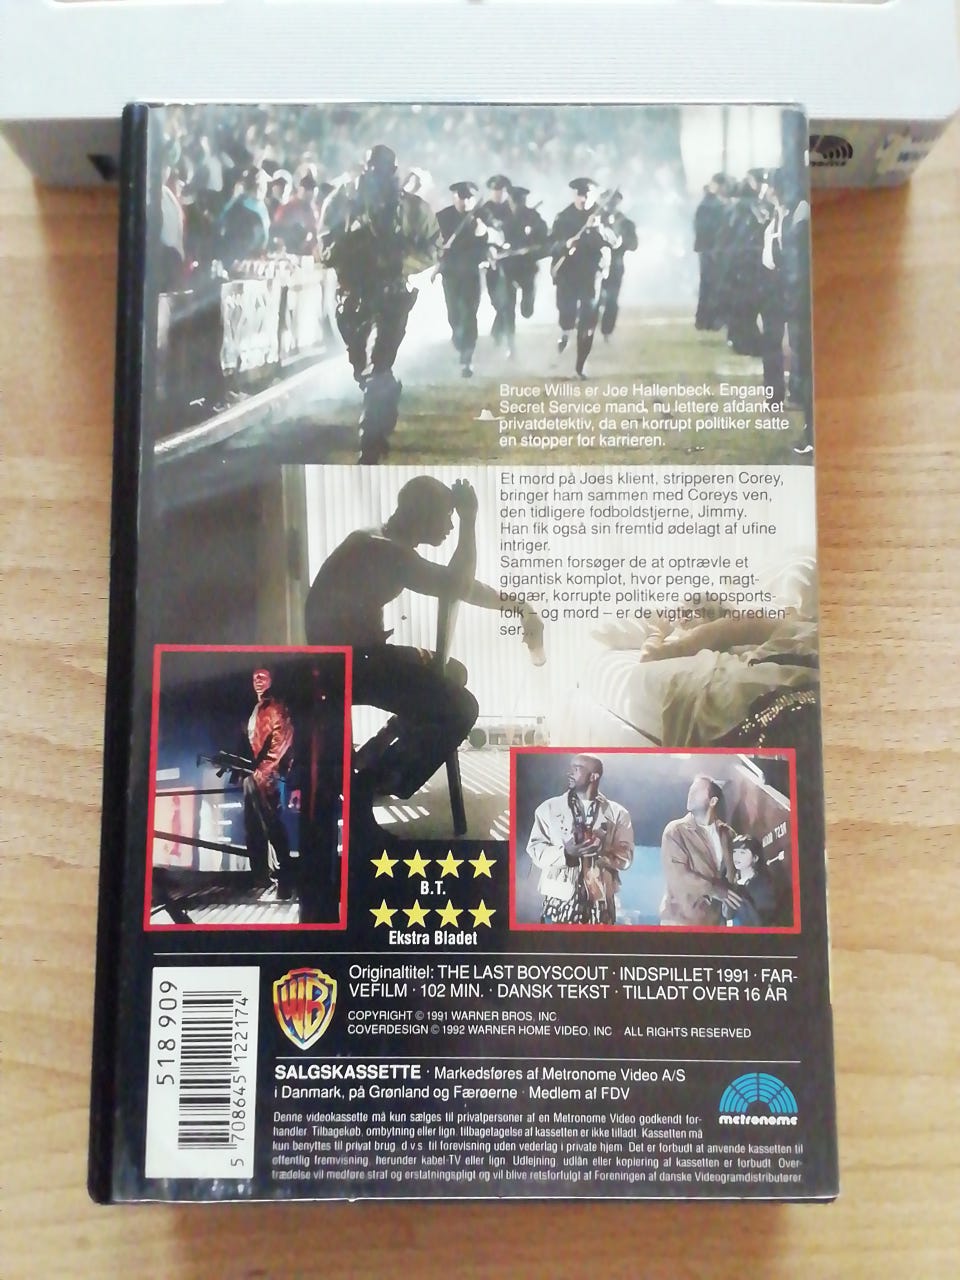 Bruce Willis er Joe Hallenbeck. Engang
Secret Service mand, nu lettere afdanket
privatdetektiv, da en korrupt politiker satte
en stopper for karrieren.
Et mord på Joes klient, stripperen Corey,
bringer ham sammen med Coreys ven,
den tidligere fodboldstjerne, Jimmy.
Han fik også sin fremtid ødelagt af ufine
intriger.
Sammen forsøger de at optrævle et
gigantisk komplot, hvor penge, magt-
begær, korrupte politikere og topsports-
folk – og mord – er de vigtigste ingredien-
ser...
B.T.
Ekstra Bladet
518 909
5 708645 122174
WB
Originaltitel: THE LAST BOYSCOUT · INDSPILLET 1991 · FAR-
VEFILM · 102 MIN. · DANSK TEKST · TILLADT OVER 16 ÅR
COPYRIGHT © 1991 WARNER BROS, INC
COVERDESIGN © 1992 WARNER HOME VIDEO, INC ALL RIGHTS RESERVED
SALGSKASSETTE · Markedsføres af Metronome Video A/S
i Danmark, på Grønland og Færøerne · Medlem af FDV
metronome
Denne videokassette må kun sælges til privatpersoner af en Metronome Video godkendt for-
handler. Tilbagekøb, ombytning eller lign. tilbagetagelse af kassetten er ikke tilladt. Kassetten må
kun benyttes til privat brug, d.v.s. til forevisning uden vederlag i private hjem. Det er forbudt at anvende kassetten til
offentlig fremvisning, herunder kabel-TV eller lign. Udlejning, udlån eller kopiering af kassetten er forbudt. Over-
trædelse vil medføre straf og erstatningspligt og vil blive retsforfulgt af Foreningen af danske Videogramdistributører